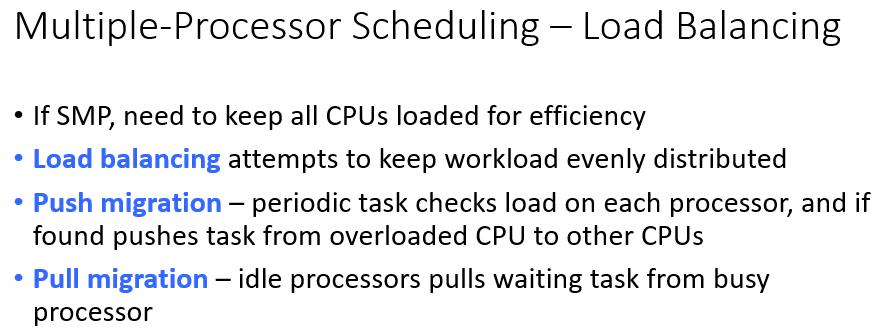 Multiple-Processor Scheduling – Load Balancing
• If SMP, need to keep all CPUs loaded for efficiency
• Load balancing attempts to keep workload evenly distributed
• Push migration – periodic task checks load on each processor, and if
found pushes task from overloaded CPU to other CPUs
• Pull migration – idle processors pulls waiting task from busy
processor